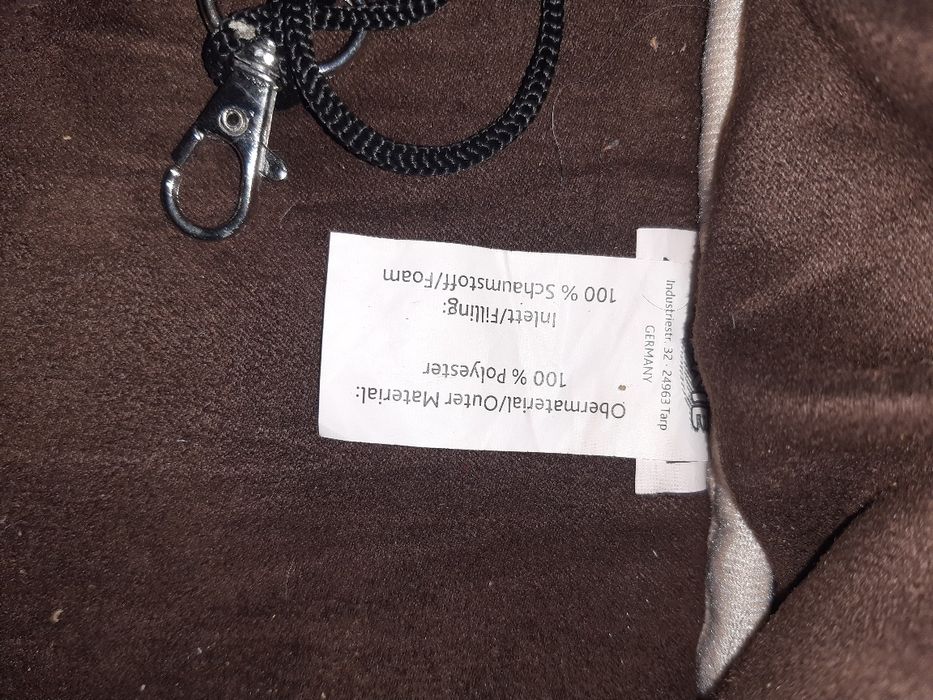 Obermaterial/Outer Material:
100 % Polyester
Inlett/Filling:
100 % Schaumstoff/Foam
Industriestr. 32 · 24963 Tarp
GERMANY